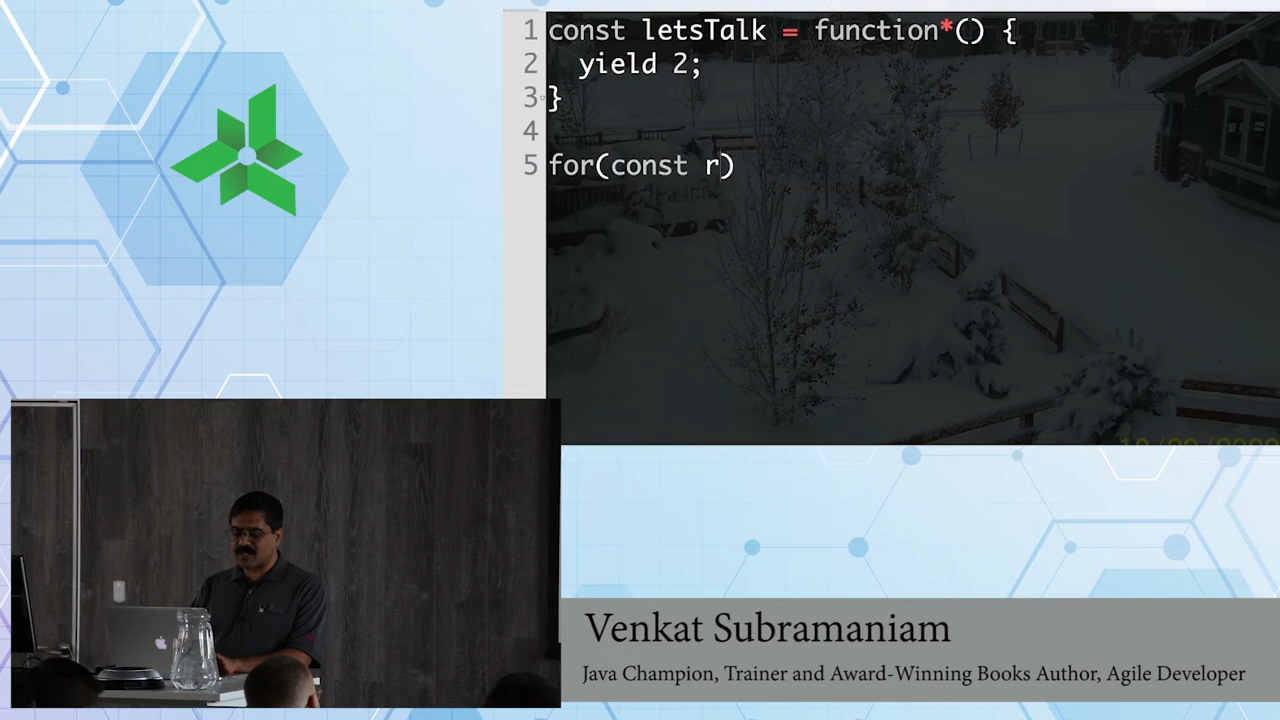 1 const letsTalk = function*() {
2   yield 2;
3 }
4
5 for(const r)
Venkat Subramaniam
Java Champion, Trainer and Award-Winning Books Author, Agile Developer